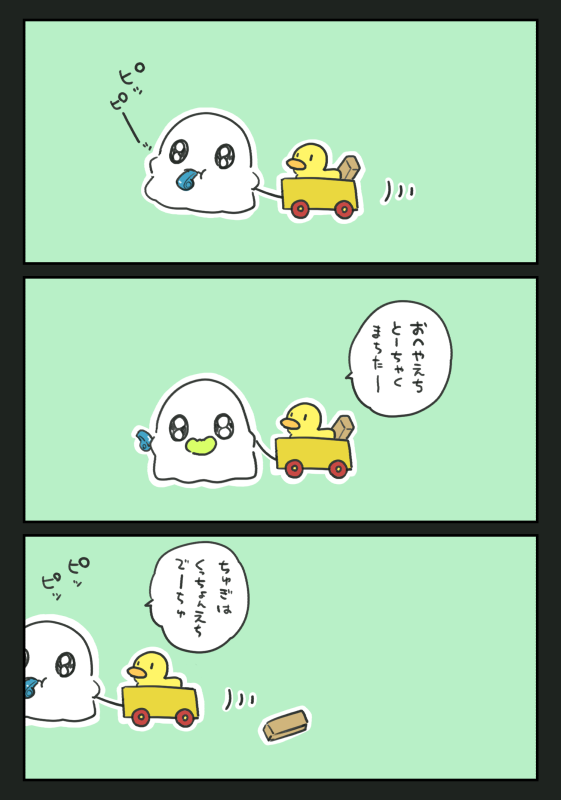 ピッ
ピー
おへやえち
とーちゃく
まちたー
ピッ
ピッ
ちゅぎは
くっちょんえち
でーちゅ